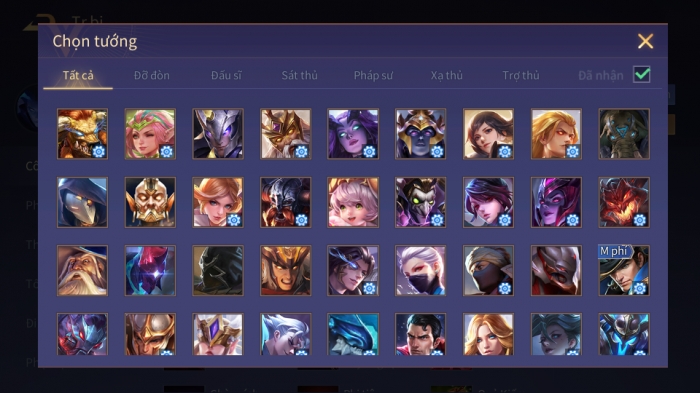 Chọn tướng
Tất cả Đỡ đòn Đấu sĩ Sát thủ Pháp sư Xạ thủ Trợ thủ Đã nhận
M phí